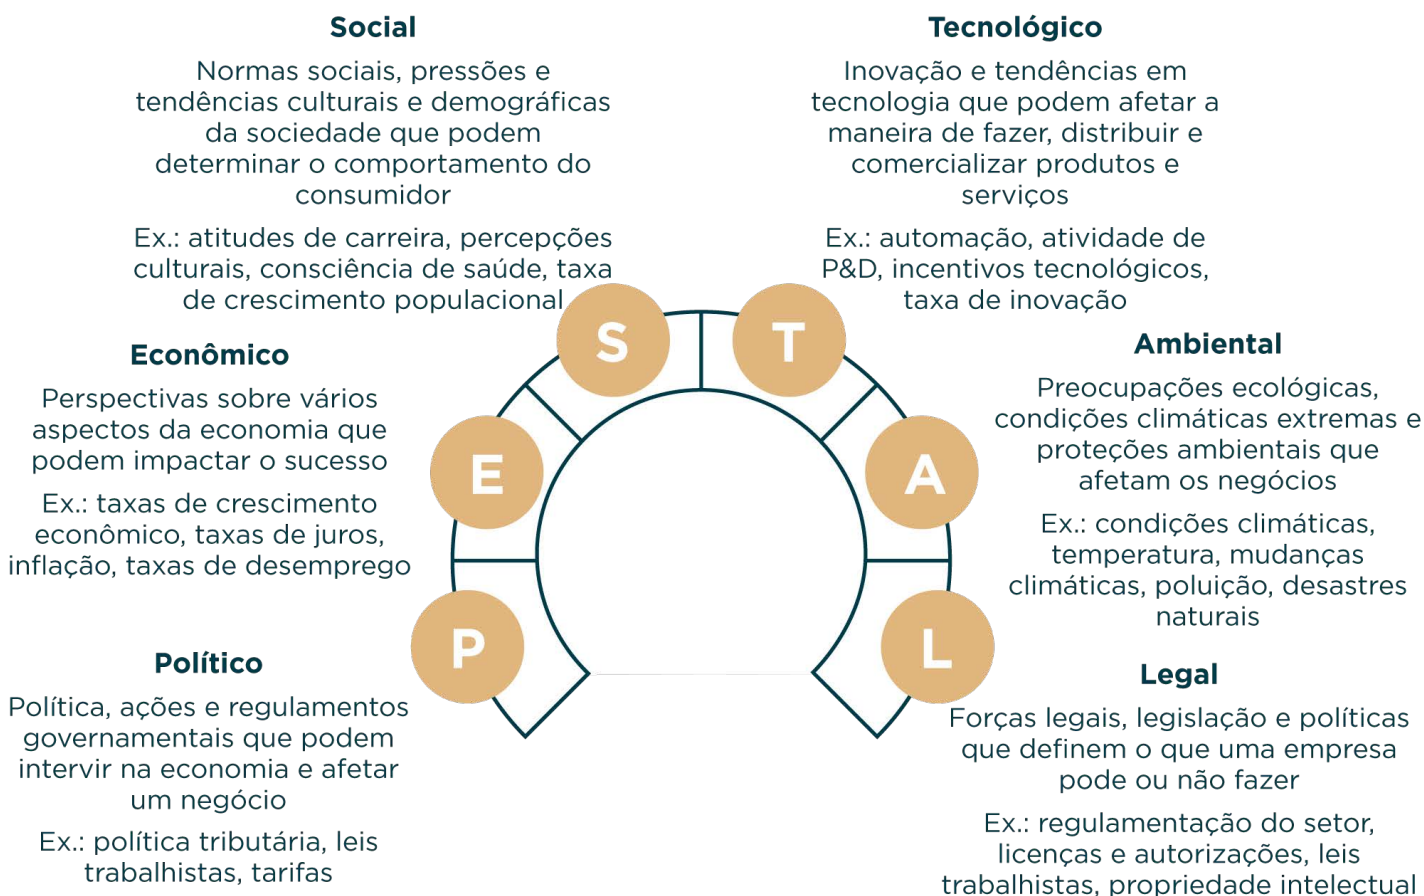 Social
Normas sociais, pressões e
tendências culturais e demográficas
da sociedade que podem
determinar o comportamento do
consumidor
Ex.: atitudes de carreira, percepções
culturais, consciência de saúde, taxa
de crescimento populacional
Tecnológico
Inovação e tendências em
tecnologia que podem afetar a
maneira de fazer, distribuir e
comercializar produtos e
serviços
Ex.: automação, atividade de
P&D, incentivos tecnológicos,
taxa de inovação
Econômico
Perspectivas sobre vários
aspectos da economia que
podem impactar o sucesso
Ex.: taxas de crescimento
econômico, taxas de juros,
inflação, taxas de desemprego
Ambiental
Preocupações ecológicas,
condições climáticas extremas e
proteções ambientais que
afetam os negócios
Ex.: condições climáticas,
temperatura, mudanças
climáticas, poluição, desastres
naturais
Político
Política, ações e regulamentos
governamentais que podem
intervir na economia e afetar
um negócio
Ex.: política tributária, leis
trabalhistas, tarifas
Legal
Forças legais, legislação e políticas
que definem o que uma empresa
pode ou não fazer
Ex.: regulamentação do setor,
licenças e autorizações, leis
trabalhistas, propriedade intelectual
P
E
S
T
A
L